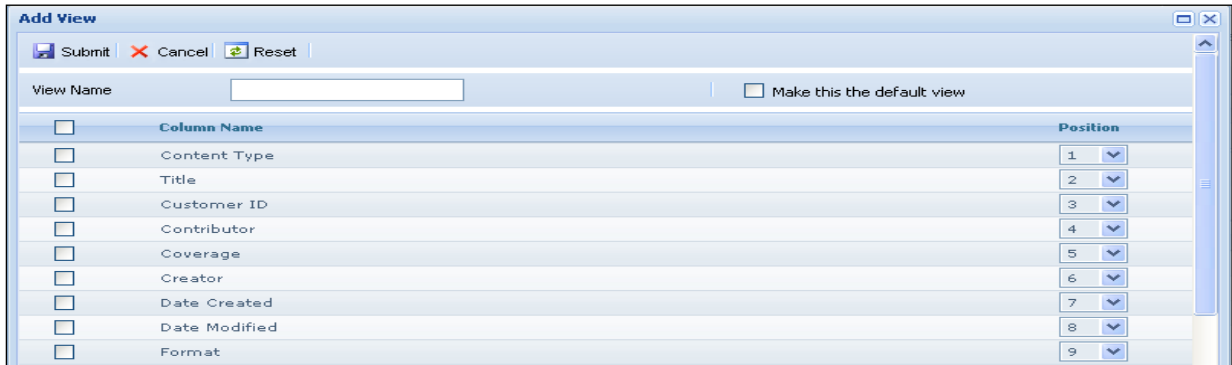 Add View
Submit Cancel Reset
View Name Make this the default view
Column Name Position
Content Type 1
Title 2
Customer ID 3
Contributor 4
Coverage 5
Creator 6
Date Created 7
Date Modified 8
Format 9